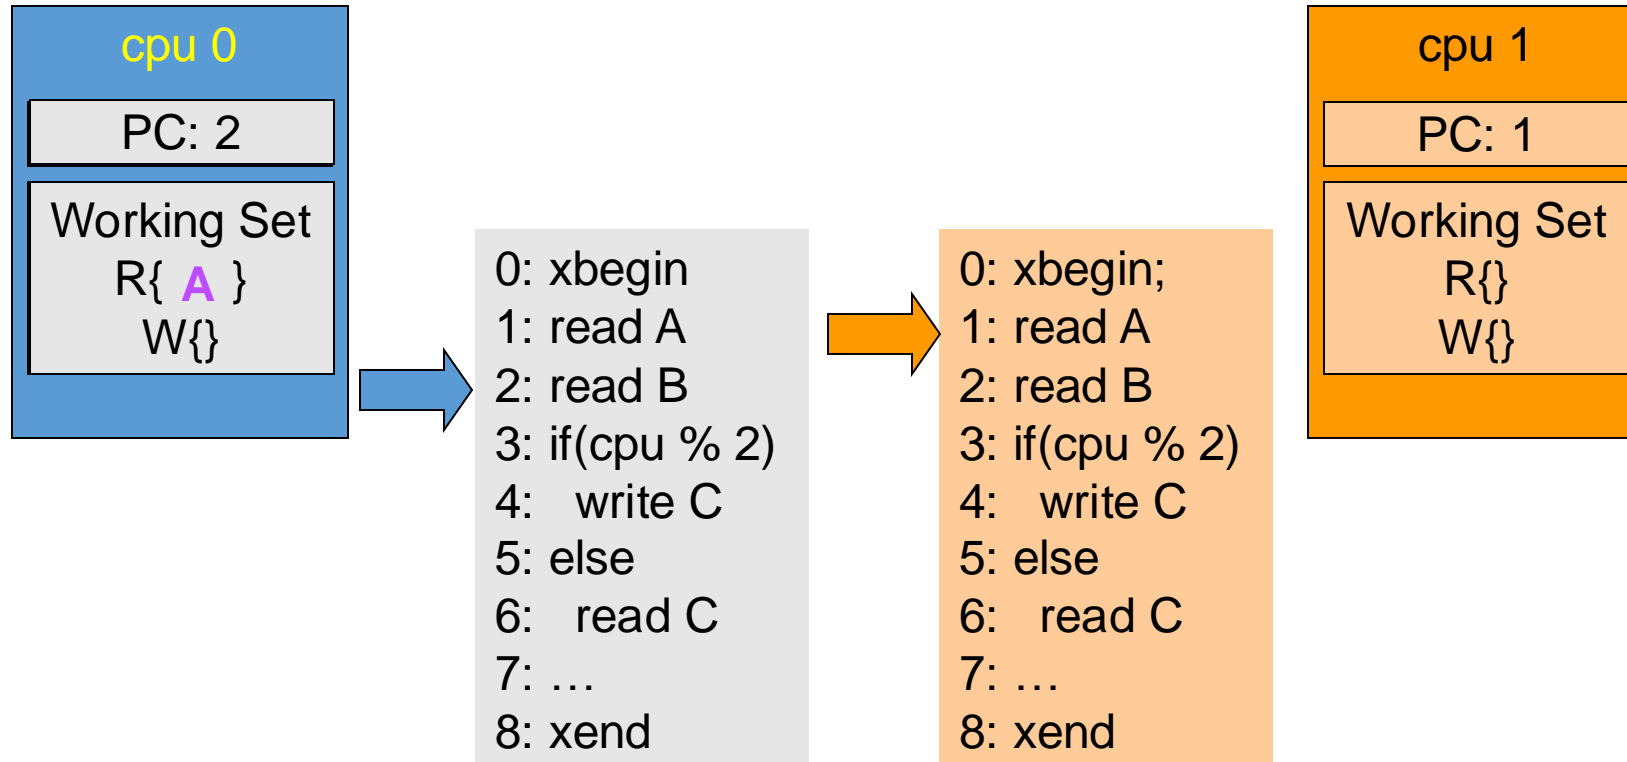 cpu 0
PC: 2
Working Set
R{ A }
W{}
0: xbegin
1: read A
2: read B
3: if(cpu % 2)
4: write C
5: else
6: read C
7: …
8: xend
0: xbegin;
1: read A
2: read B
3: if(cpu % 2)
4: write C
5: else
6: read C
7: …
8: xend
cpu 1
PC: 1
Working Set
R{}
W{}